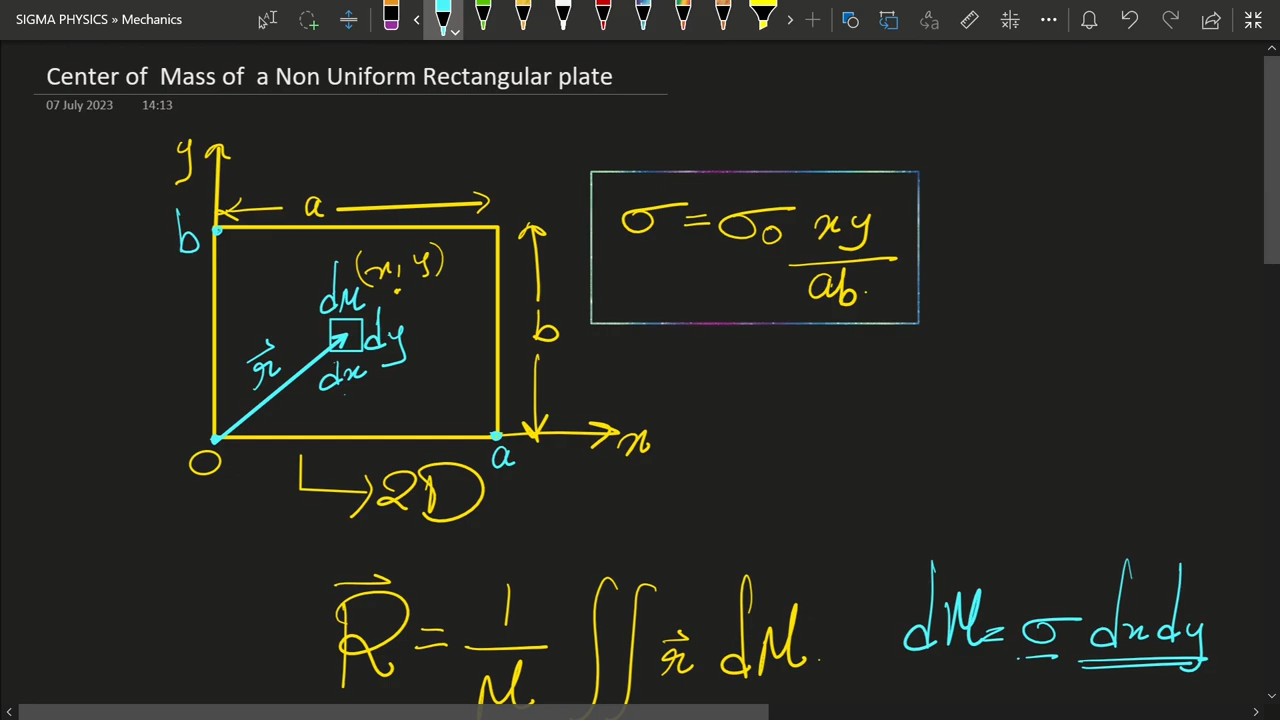 SIGMA PHYSICS » Mechanics
Center of Mass of a Non Uniform Rectangular plate
07 July 2023 14:13
y
a
b
σ = σ₀ xy/ab
dM (x, y)
dy
dx
r⃗
b
O
a
x
↳ 2D
R⃗ = 1/M ∬ r⃗ dM.
dM = σ dx dy